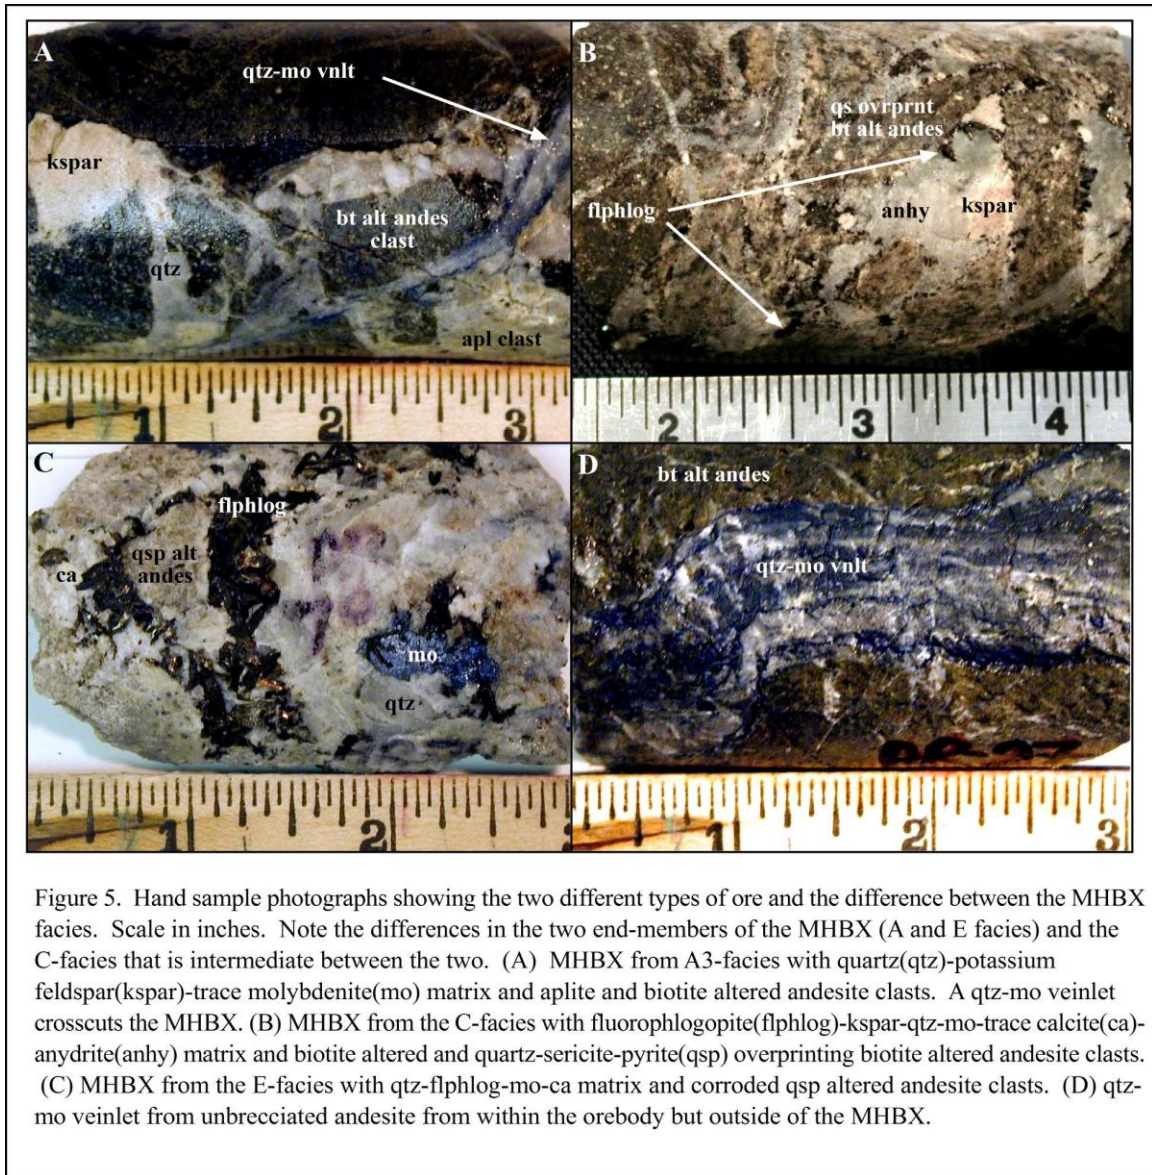 A
qtz-mo vnlt
kspar
bt alt andes
clast
qtz
apl clast
1
2
3
B
qs ovrprnt
bt alt andes
flphlog
anhy
kspar
2
3
4
C
flphlog
ca
qsp alt
andes
mo
qtz
1
2
D
bt alt andes
qtz-mo vnlt
1
2
3
Figure 5. Hand sample photographs showing the two different types of ore and the difference between the MHBX
facies. Scale in inches. Note the differences in the two end-members of the MHBX (A and E facies) and the
C-facies that is intermediate between the two. (A) MHBX from A3-facies with quartz(qtz)-potassium
feldspar(kspar)-trace molybdenite(mo) matrix and aplite and biotite altered andesite clasts. A qtz-mo veinlet
crosscuts the MHBX. (B) MHBX from the C-facies with fluorophlogopite(flphlog)-kspar-qtz-mo-trace calcite(ca)-
anydrite(anhy) matrix and biotite altered and quartz-sericite-pyrite(qsp) overprinting biotite altered andesite clasts.
(C) MHBX from the E-facies with qtz-flphlog-mo-ca matrix and corroded qsp altered andesite clasts. (D) qtz-
mo veinlet from unbrecciated andesite from within the orebody but outside of the MHBX.